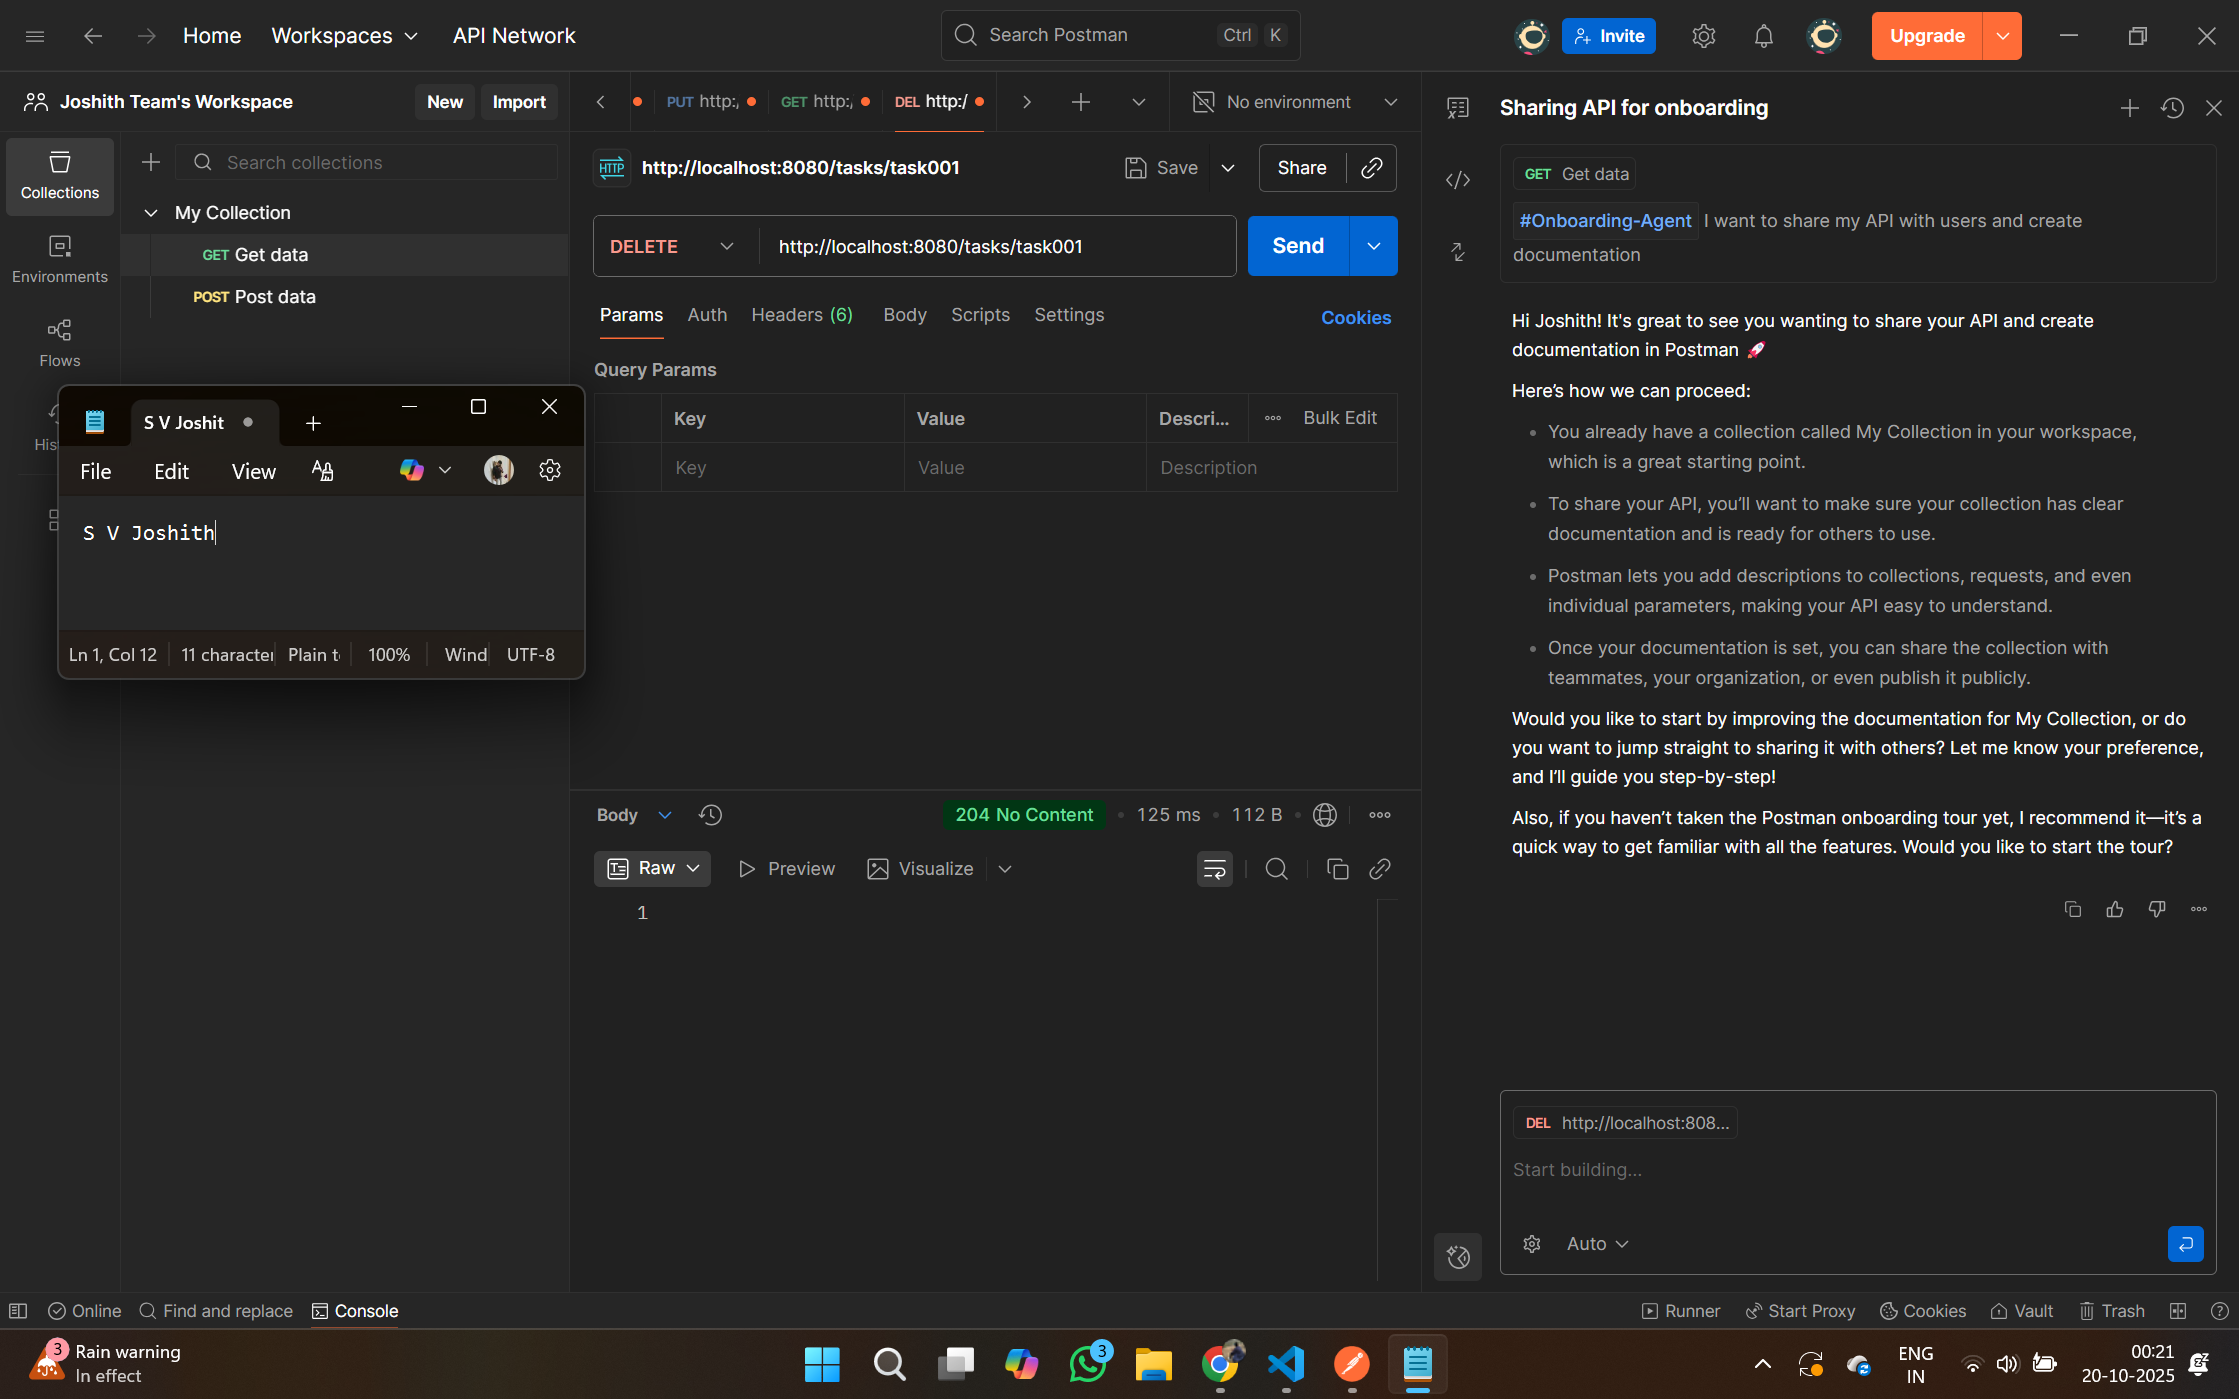 Home
Workspaces
API Network
Search Postman
Ctrl K
Invite
Upgrade
Joshith Team's Workspace
New
Import
PUT http:/
GET http:/
DEL http:/
No environment
Sharing API for onboarding
Collections
Search collections
My Collection
GET Get data
POST Post data
Environments
Flows
His
http://localhost:8080/tasks/task001
Save
Share
DELETE
http://localhost:8080/tasks/task001
Send
Params
Auth
Headers (6)
Body
Scripts
Settings
Cookies
Query Params
Key
Value
Descri...
Bulk Edit
Key
Value
Description
S V Joshit
File
Edit
View
S V Joshith
Ln 1, Col 12
11 character
Plain t
100%
Wind
UTF-8
Body
204 No Content
125 ms
112 B
Raw
Preview
Visualize
1
GET Get data
#Onboarding-Agent I want to share my API with users and create
documentation
Hi Joshith! It's great to see you wanting to share your API and create
documentation in Postman 🚀
Here’s how we can proceed:
• You already have a collection called My Collection in your workspace,
which is a great starting point.
• To share your API, you’ll want to make sure your collection has clear
documentation and is ready for others to use.
• Postman lets you add descriptions to collections, requests, and even
individual parameters, making your API easy to understand.
• Once your documentation is set, you can share the collection with
teammates, your organization, or even publish it publicly.
Would you like to start by improving the documentation for My Collection, or do
you want to jump straight to sharing it with others? Let me know your preference,
and I’ll guide you step-by-step!
Also, if you haven’t taken the Postman onboarding tour yet, I recommend it—it’s a
quick way to get familiar with all the features. Would you like to start the tour?
DEL http://localhost:808...
Start building...
Auto
Online
Find and replace
Console
Runner
Start Proxy
Cookies
Vault
Trash
3
Rain warning
In effect
3
ENG
IN
00:21
20-10-2025